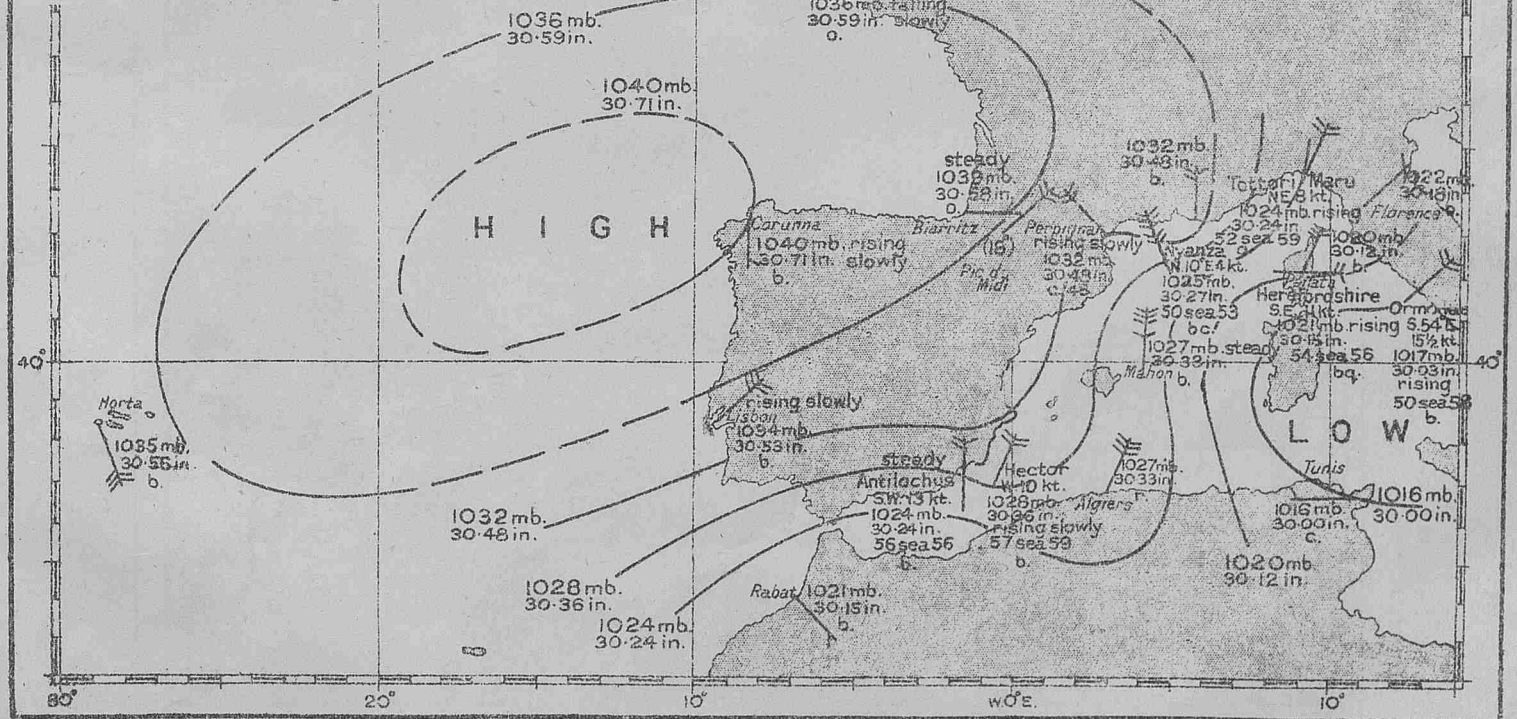 1036 mb.
30·59 in.
1036 mb. falling
30·59 in. slowly
o.
1040 mb.
30·71 in.
HIGH
steady
1039 mb.
30·58 in.
o.
1032 mb.
30·48 in.
b.
Corunna
1040 mb. rising
30·71 in. slowly
b.
Biarritz
(18)
Pic d.
Midi
Perpignan
rising slowly
1032 mb.
30·48 in.
Tottori Maru
N.E. 8 kt.
1024 mb. rising
30·24 in.
52 sea 59
1022 mb.
30·18 in.
Florence
1020 mb.
30·12 in.
b.
Nyanza
N.10°E.4 kt.
1025 mb.
30·27 in.
50 sea 53
bc.
Herefordshire
1021 mb. rising
30·15 in.
54 sea 56
bq.
15½ kt.
1017 mb.
30·03 in.
rising
b.
1027 mb. steady
30·33 in.
Mahon b.
40°
40°
Horta
1035 mb.
30·56 in.
b.
rising slowly
Lisbon
1034 mb.
30·53 in.
b.
LOW
steady
Antilochus
S.W. 13 kt.
1024 mb.
30·24 in.
56 sea 56
b.
Hector
W. 10 kt.
1028 mb.
30·36 in.
rising slowly
57 sea 59
b.
1027 mb.
30·33 in.
r.
Algiers
Tunis
1016 mb.
30·00 in.
c.
1016 mb.
30·00 in.
1032 mb.
30·48 in.
1028 mb.
30·36 in.
1024 mb.
30·24 in.
Rabat
1021 mb.
30·15 in.
b.
1020 mb.
30·12 in.
30°
20°
10°
W. 0° E.
10°